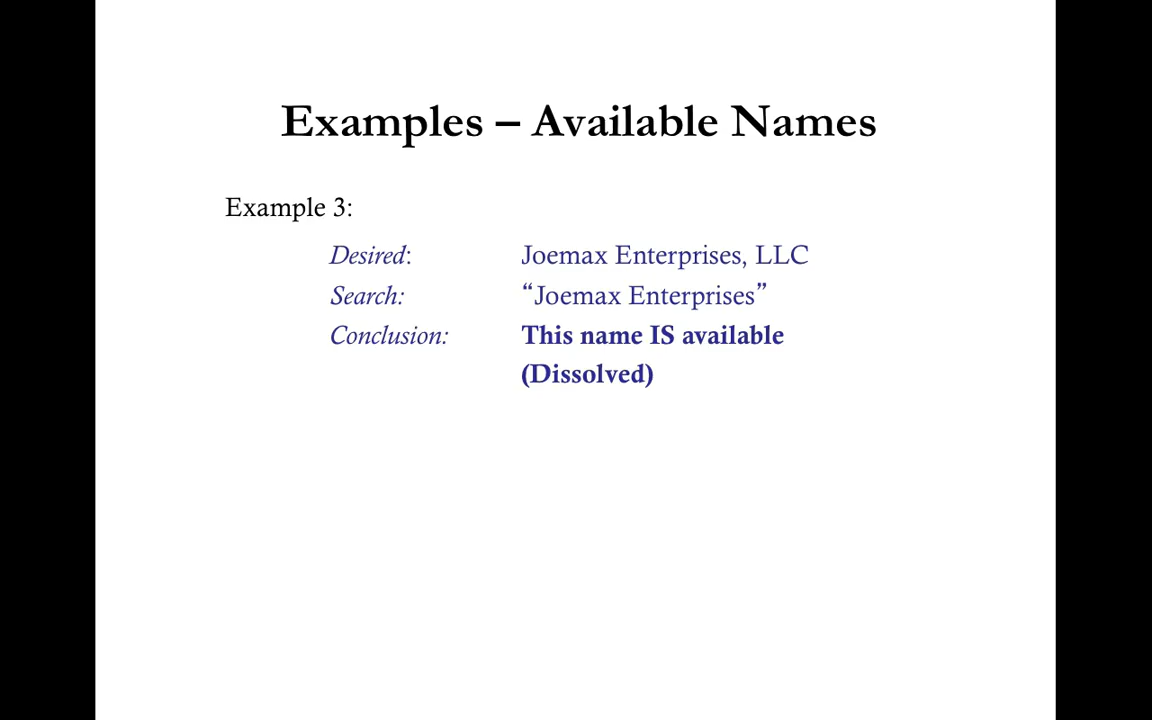 Examples – Available Names
Example 3:
Desired: Joemax Enterprises, LLC
Search: “Joemax Enterprises”
Conclusion: This name IS available
(Dissolved)